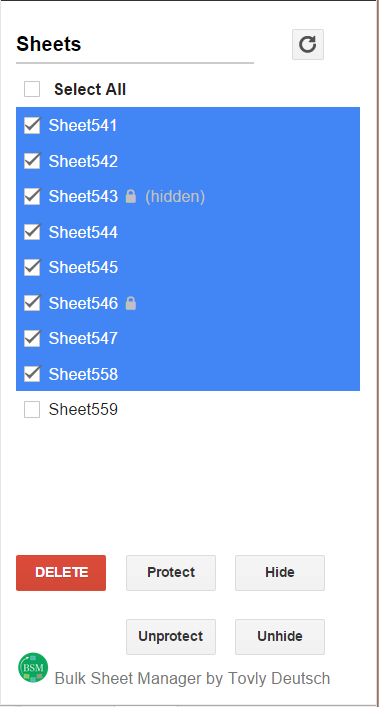 Sheets
Select All
Sheet541
Sheet542
Sheet543 (hidden)
Sheet544
Sheet545
Sheet546
Sheet547
Sheet558
Sheet559
DELETE Protect Hide
Unprotect Unhide
BSM Bulk Sheet Manager by Tovly Deutsch